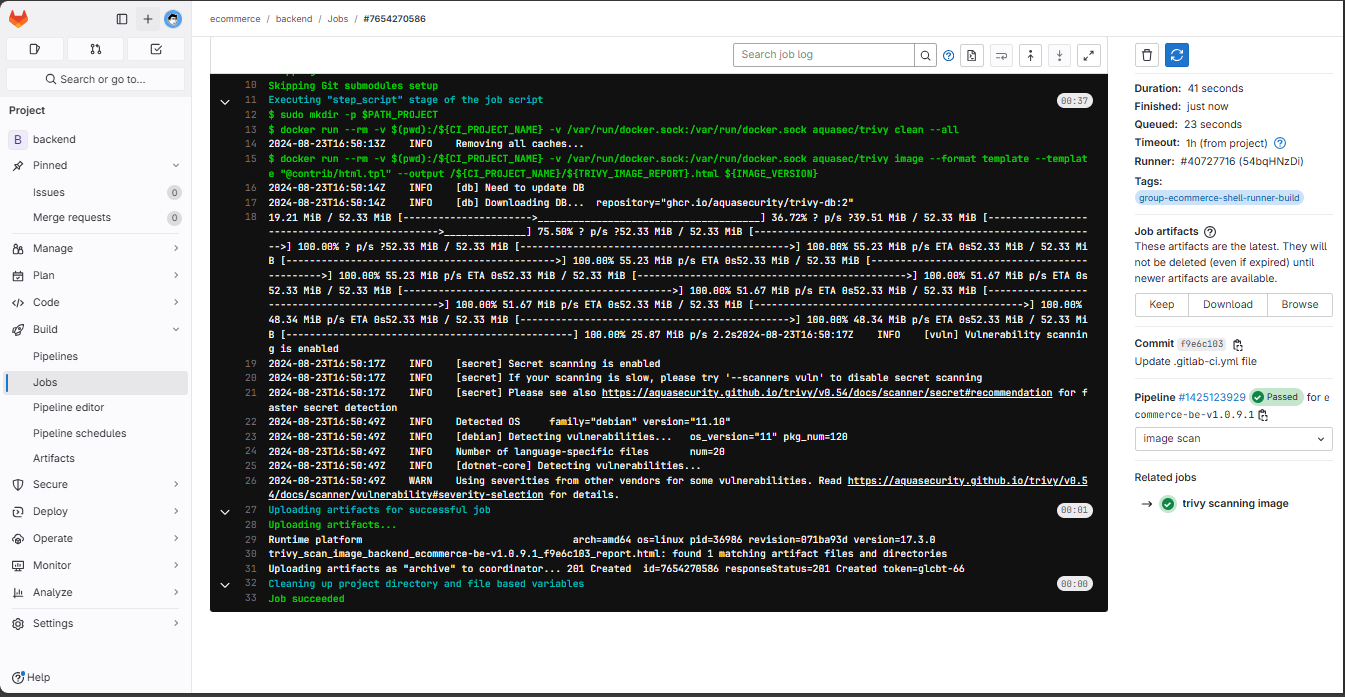 ecommerce / backend / Jobs / #7654270586
Search or go to...
Project
B backend
Pinned
Issues 0
Merge requests 0
Manage
Plan
Code
Build
Pipelines
Jobs
Pipeline editor
Pipeline schedules
Artifacts
Secure
Deploy
Operate
Monitor
Analyze
Settings
Help
Search job log
10 Skipping Git submodules setup
11 Executing "step_script" stage of the job script 00:37
12 $ sudo mkdir -p $PATH_PROJECT
13 $ docker run --rm -v $(pwd):/${CI_PROJECT_NAME} -v /var/run/docker.sock:/var/run/docker.sock aquasec/trivy clean --all
14 2024-08-23T16:50:13Z INFO Removing all caches...
15 $ docker run --rm -v $(pwd):/${CI_PROJECT_NAME} -v /var/run/docker.sock:/var/run/docker.sock aquasec/trivy image --format template --templat
e "@contrib/html.tpl" --output /${CI_PROJECT_NAME}/${TRIVY_IMAGE_REPORT}.html ${IMAGE_VERSION}
16 2024-08-23T16:50:14Z INFO [db] Need to update DB
17 2024-08-23T16:50:14Z INFO [db] Downloading DB... repository="ghcr.io/aquasecurity/trivy-db:2"
18 19.21 MiB / 52.33 MiB [---------------------->_____________________________________] 36.72% ? p/s ?39.51 MiB / 52.33 MiB [-----------------
----------------------------->______________] 75.50% ? p/s ?52.33 MiB / 52.33 MiB [---------------------------------------------------------
-->] 100.00% ? p/s ?52.33 MiB / 52.33 MiB [---------------------------------------------->] 100.00% 55.23 MiB p/s ETA 0s52.33 MiB / 52.33 Mi
B [---------------------------------------------->] 100.00% 55.23 MiB p/s ETA 0s52.33 MiB / 52.33 MiB [-------------------------------------
--------->] 100.00% 55.23 MiB p/s ETA 0s52.33 MiB / 52.33 MiB [---------------------------------------------->] 100.00% 51.67 MiB p/s ETA 0s
52.33 MiB / 52.33 MiB [---------------------------------------------->] 100.00% 51.67 MiB p/s ETA 0s52.33 MiB / 52.33 MiB [-----------------
----------------------------->] 100.00% 51.67 MiB p/s ETA 0s52.33 MiB / 52.33 MiB [---------------------------------------------->] 100.00%
48.34 MiB p/s ETA 0s52.33 MiB / 52.33 MiB [---------------------------------------------->] 100.00% 48.34 MiB p/s ETA 0s52.33 MiB / 52.33 Mi
B [-------------------------------------------------] 100.00% 25.87 MiB p/s 2.2s2024-08-23T16:50:17Z INFO [vuln] Vulnerability scannin
g is enabled
19 2024-08-23T16:50:17Z INFO [secret] Secret scanning is enabled
20 2024-08-23T16:50:17Z INFO [secret] If your scanning is slow, please try '--scanners vuln' to disable secret scanning
21 2024-08-23T16:50:17Z INFO [secret] Please see also https://aquasecurity.github.io/trivy/v0.54/docs/scanner/secret#recommendation for f
aster secret detection
22 2024-08-23T16:50:49Z INFO Detected OS family="debian" version="11.10"
23 2024-08-23T16:50:49Z INFO [debian] Detecting vulnerabilities... os_version="11" pkg_num=120
24 2024-08-23T16:50:49Z INFO Number of language-specific files num=20
25 2024-08-23T16:50:49Z INFO [dotnet-core] Detecting vulnerabilities...
26 2024-08-23T16:50:49Z WARN Using severities from other vendors for some vulnerabilities. Read https://aquasecurity.github.io/trivy/v0.5
4/docs/scanner/vulnerability#severity-selection for details.
27 Uploading artifacts for successful job 00:01
28 Uploading artifacts...
29 Runtime platform arch=amd64 os=linux pid=36986 revision=071ba93d version=17.3.0
30 trivy_scan_image_backend_ecommerce-be-v1.0.9.1_f9e6c103_report.html: found 1 matching artifact files and directories
31 Uploading artifacts as "archive" to coordinator... 201 Created id=7654270586 responseStatus=201 Created token=glcbt-66
32 Cleaning up project directory and file based variables 00:00
33 Job succeeded
Duration: 41 seconds
Finished: just now
Queued: 23 seconds
Timeout: 1h (from project)
Runner: #40727716 (54bqHNzDi)
Tags:
group-ecommerce-shell-runner-build
Job artifacts
These artifacts are the latest. They will
not be deleted (even if expired) until
newer artifacts are available.
Keep Download Browse
Commit f9e6c103
Update .gitlab-ci.yml file
Pipeline #1425123929 Passed for e
commerce-be-v1.0.9.1
image scan
Related jobs
trivy scanning image